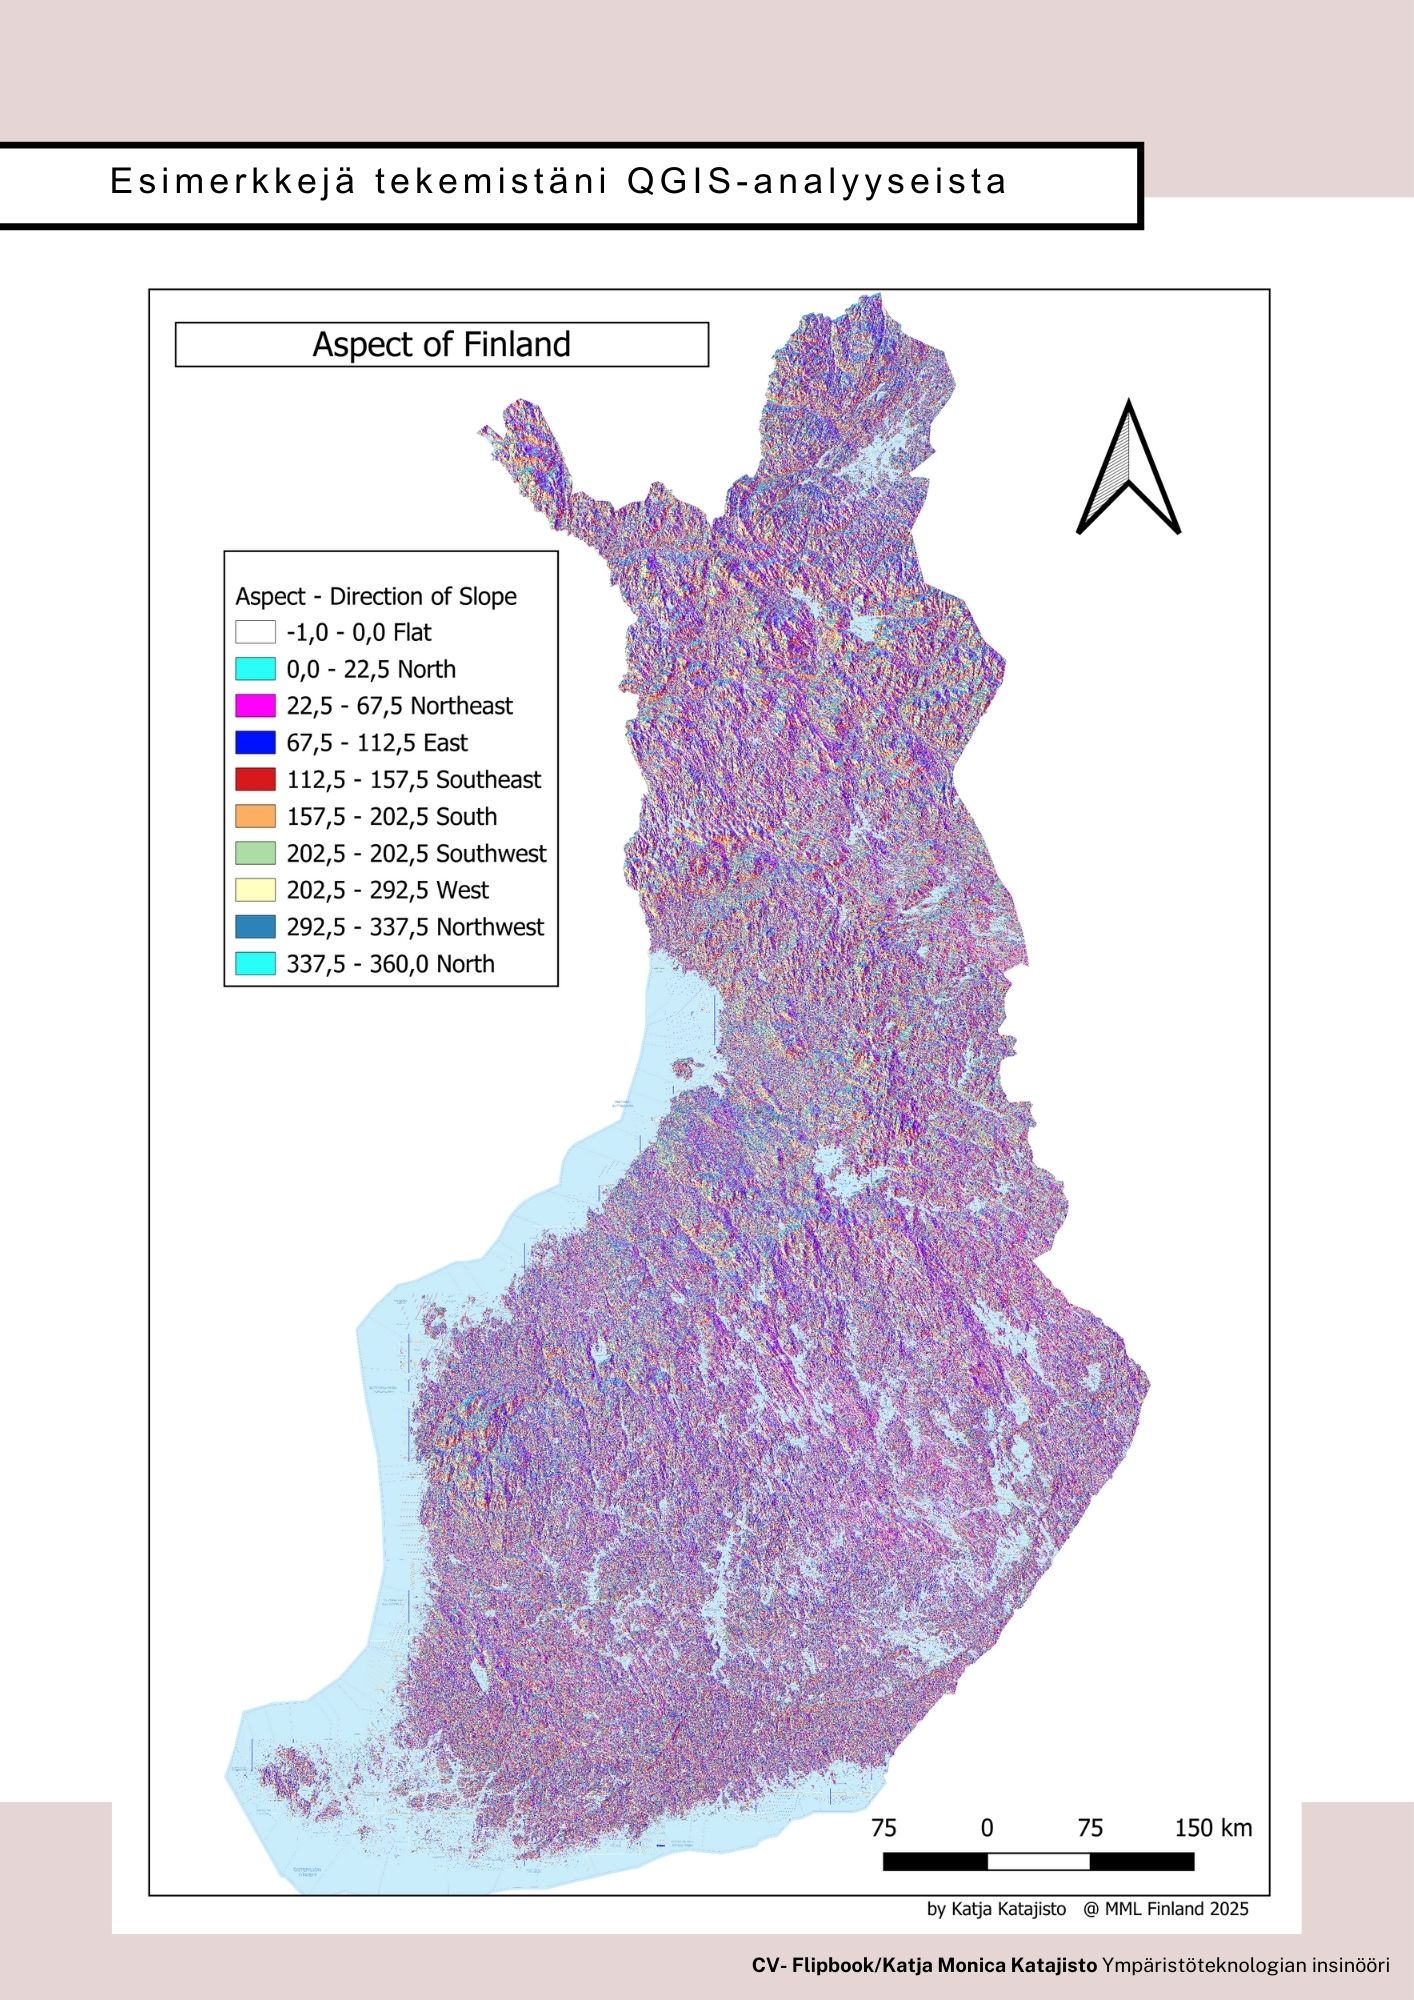 Esimerkkejä tekemistäni QGIS-analyyseista
Aspect of Finland
Aspect - Direction of Slope
-1,0 - 0,0 Flat
0,0 - 22,5 North
22,5 - 67,5 Northeast
67,5 - 112,5 East
112,5 - 157,5 Southeast
157,5 - 202,5 South
202,5 - 202,5 Southwest
202,5 - 292,5 West
292,5 - 337,5 Northwest
337,5 - 360,0 North
75 0 75 150 km
by Katja Katajisto @ MML Finland 2025
CV- Flipbook/Katja Monica Katajisto Ympäristöteknologian insinööri